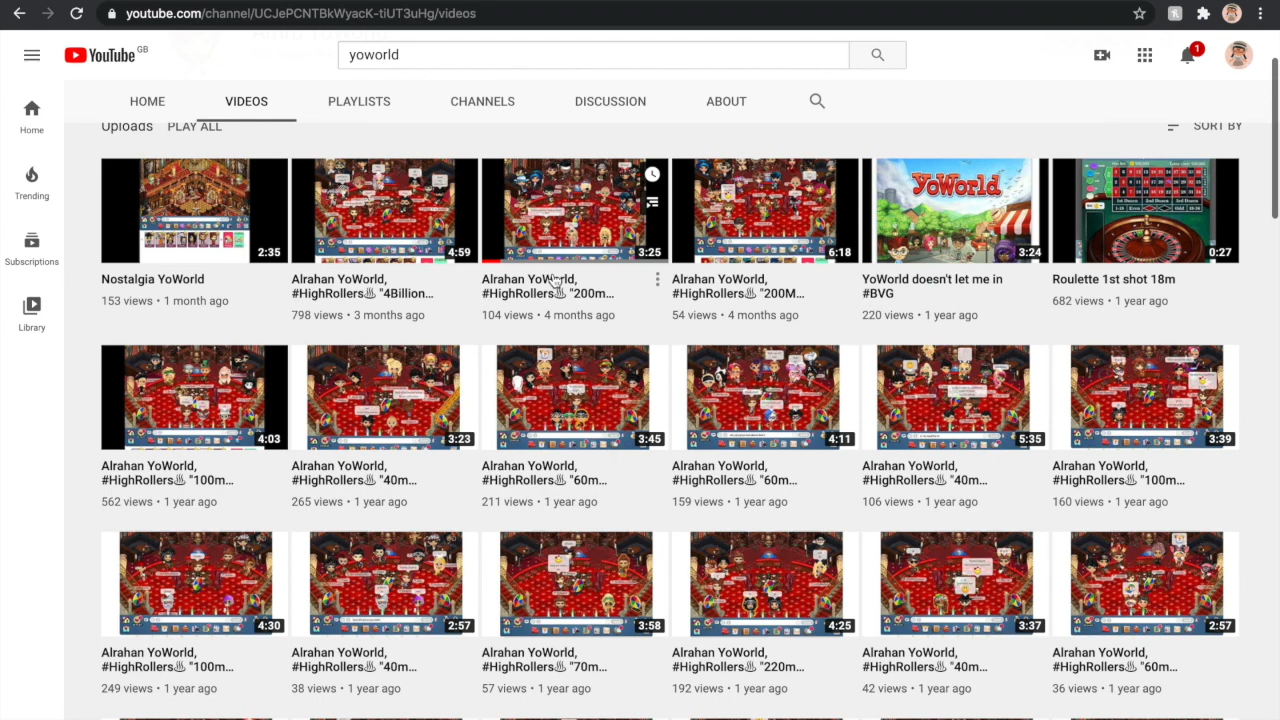 youtube.com/channel/UCJePCNTBkWyacK-tiUT3uHg/videos
YouTube GB
yoworld
1
HOME VIDEOS PLAYLISTS CHANNELS DISCUSSION ABOUT
Home
Trending
Subscriptions
Library
Uploads PLAY ALL
SORT BY
2:35
4:59
3:25
6:18
YoWorld
3:24
0:27
Nostalgia YoWorld
153 views • 1 month ago
Alrahan YoWorld,
#HighRollers♨ "4Billion...
798 views • 3 months ago
Alrahan YoWorld,
#HighRollers♨ "200m...
104 views • 4 months ago
Alrahan YoWorld,
#HighRollers♨ "200M...
54 views • 4 months ago
YoWorld doesn't let me in
#BVG
220 views • 1 year ago
Roulette 1st shot 18m
682 views • 1 year ago
4:03
3:23
3:45
4:11
5:35
3:39
Alrahan YoWorld,
#HighRollers♨ "100m...
562 views • 1 year ago
Alrahan YoWorld,
#HighRollers♨ "40m...
265 views • 1 year ago
Alrahan YoWorld,
#HighRollers♨ "60m...
211 views • 1 year ago
Alrahan YoWorld,
#HighRollers♨ "60m...
159 views • 1 year ago
Alrahan YoWorld,
#HighRollers♨ "40m...
106 views • 1 year ago
Alrahan YoWorld,
#HighRollers♨ "100m...
160 views • 1 year ago
4:30
2:57
3:58
4:25
3:37
2:57
Alrahan YoWorld,
#HighRollers♨ "100m...
249 views • 1 year ago
Alrahan YoWorld,
#HighRollers♨ "40m...
38 views • 1 year ago
Alrahan YoWorld,
#HighRollers♨ "70m...
57 views • 1 year ago
Alrahan YoWorld,
#HighRollers♨ "220m...
192 views • 1 year ago
Alrahan YoWorld,
#HighRollers♨ "40m...
42 views • 1 year ago
Alrahan YoWorld,
#HighRollers♨ "60m...
36 views • 1 year ago